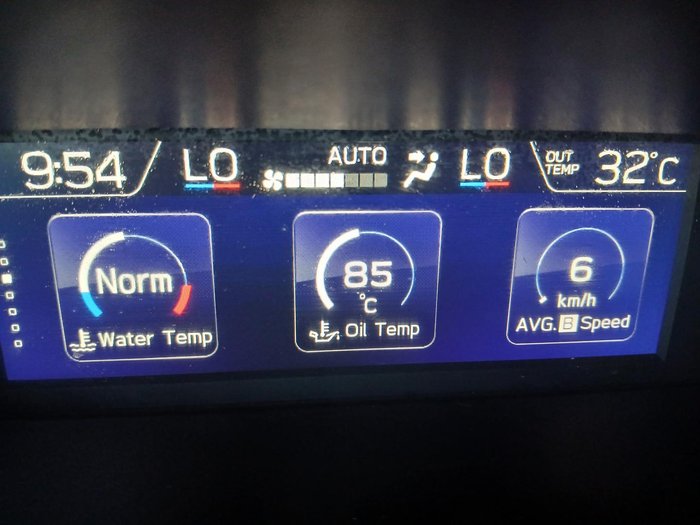 9:54 LO AUTO LO OUT TEMP 32°C
Norm
Water Temp
85
°C
Oil Temp
6
km/h
AVG. B Speed